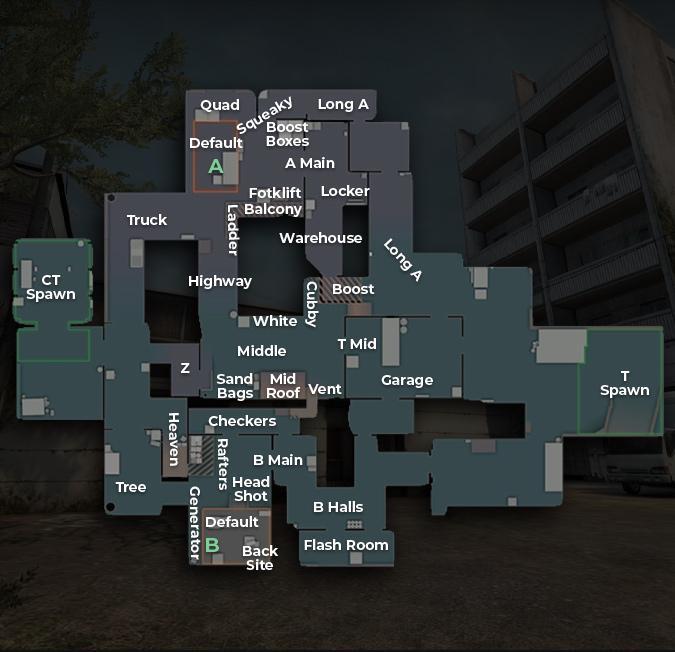 Quad
Squeaky
Long A
Default
Boost
Boxes
A
A Main
Fotklift
Balcony
Locker
Truck
Ladder
Warehouse
Long A
CT
Spawn
Highway
Cubby
Boost
White
Middle
T Mid
Z
Sand
Bags
Mid
Roof
Vent
Garage
T
Spawn
Checkers
Heaven
Rafters
B Main
Tree
Head
Shot
Generator
B Halls
Default
B
Back
Site
Flash Room